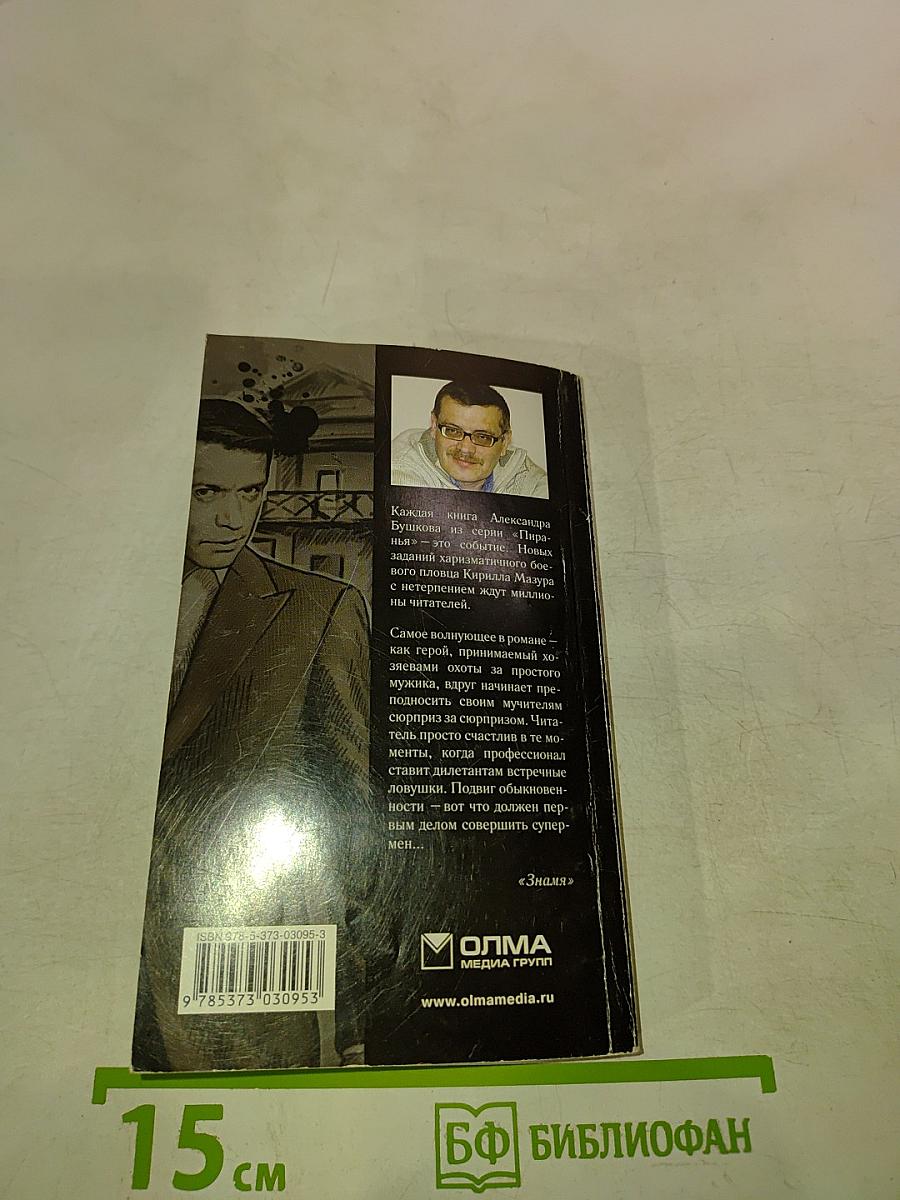 Каждая книга Александра
Бушкова из серии «Пира-
нья» — это событие. Новых
заданий харизматичного бое-
вого пловца Кирилла Мазура
с нетерпением ждут миллио-
ны читателей.
Самое волнующее в романе —
как герой, принимаемый хо-
зяевами охоты за простого
мужика, вдруг начинает пре-
подносить своим мучителям
сюрприз за сюрпризом. Чита-
тель просто счастлив в те мо-
менты, когда профессионал
ставит дилетантам встречные
ловушки. Подвиг обыкновен-
ности — вот что должен пер-
вым делом совершить супер-
мен...
«Знамя»
ISBN 978-5-373-03095-3
9 785373 030953
ОЛМА
МЕДИА ГРУПП
www.olmamedia.ru
15 см
БФ БИБЛИОФАН